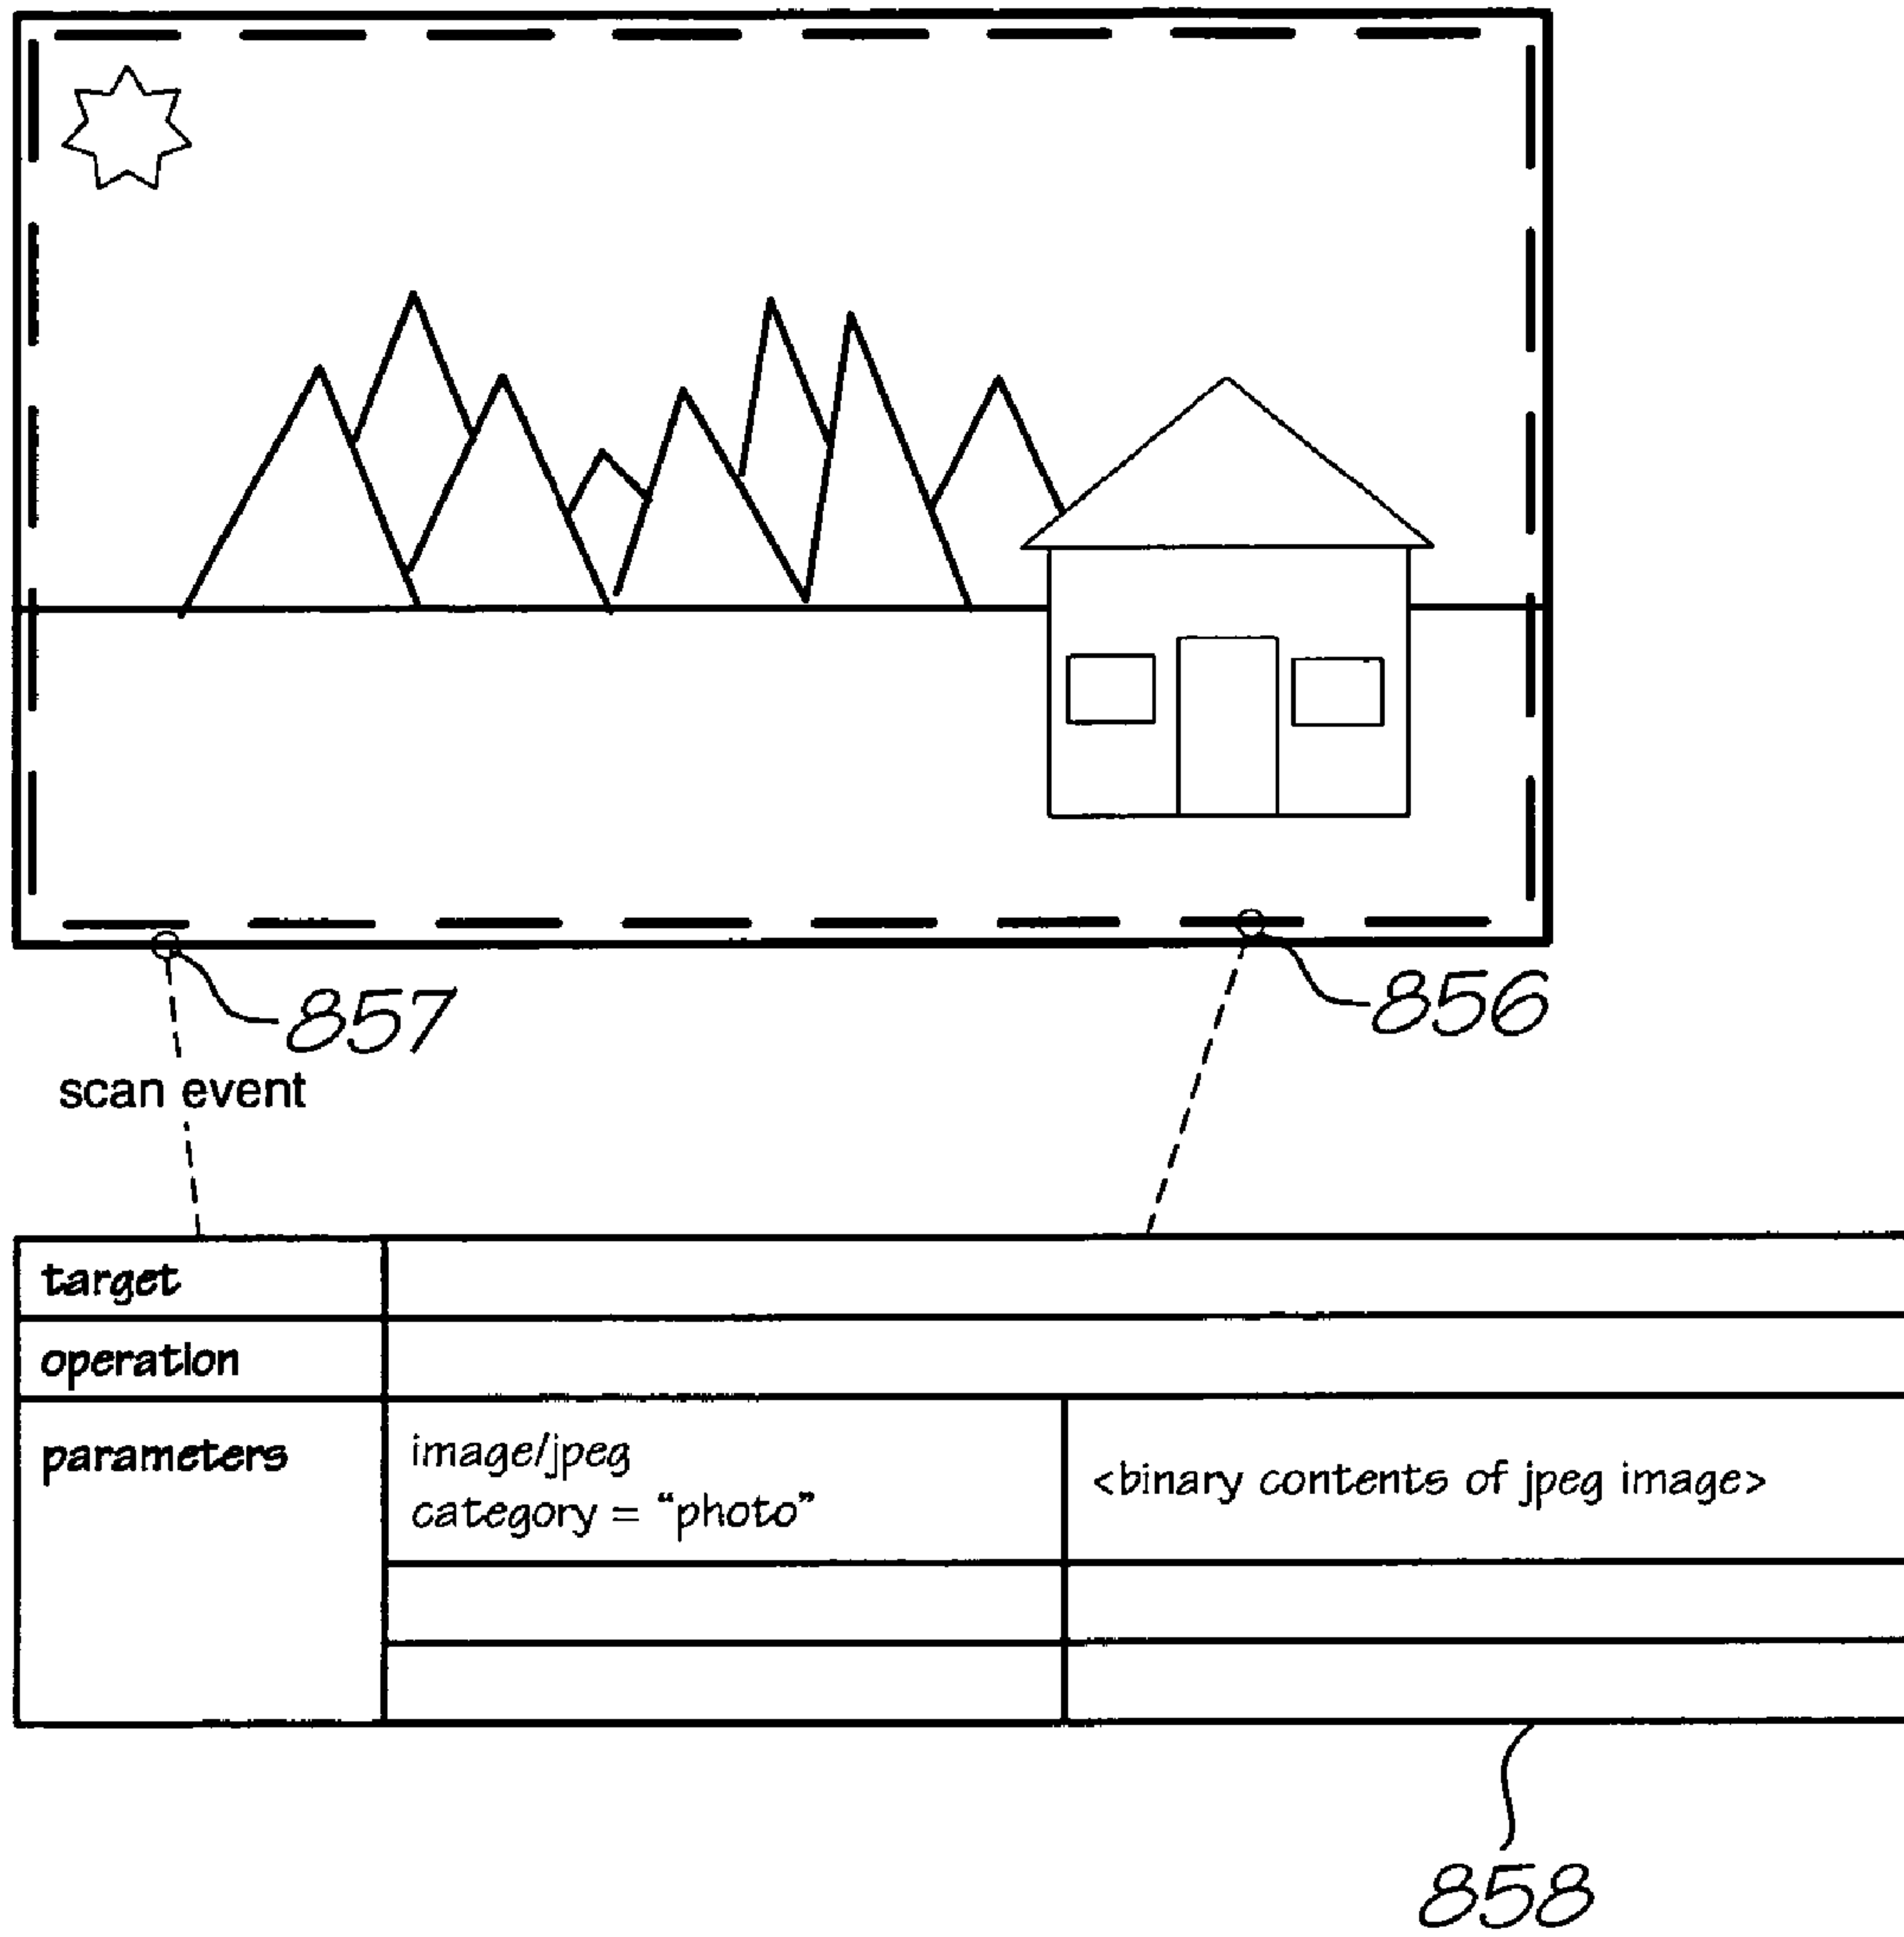 857
856
scan event
target
operation
parameters
image/jpeg
category = “photo”
<binary contents of jpeg image>
858